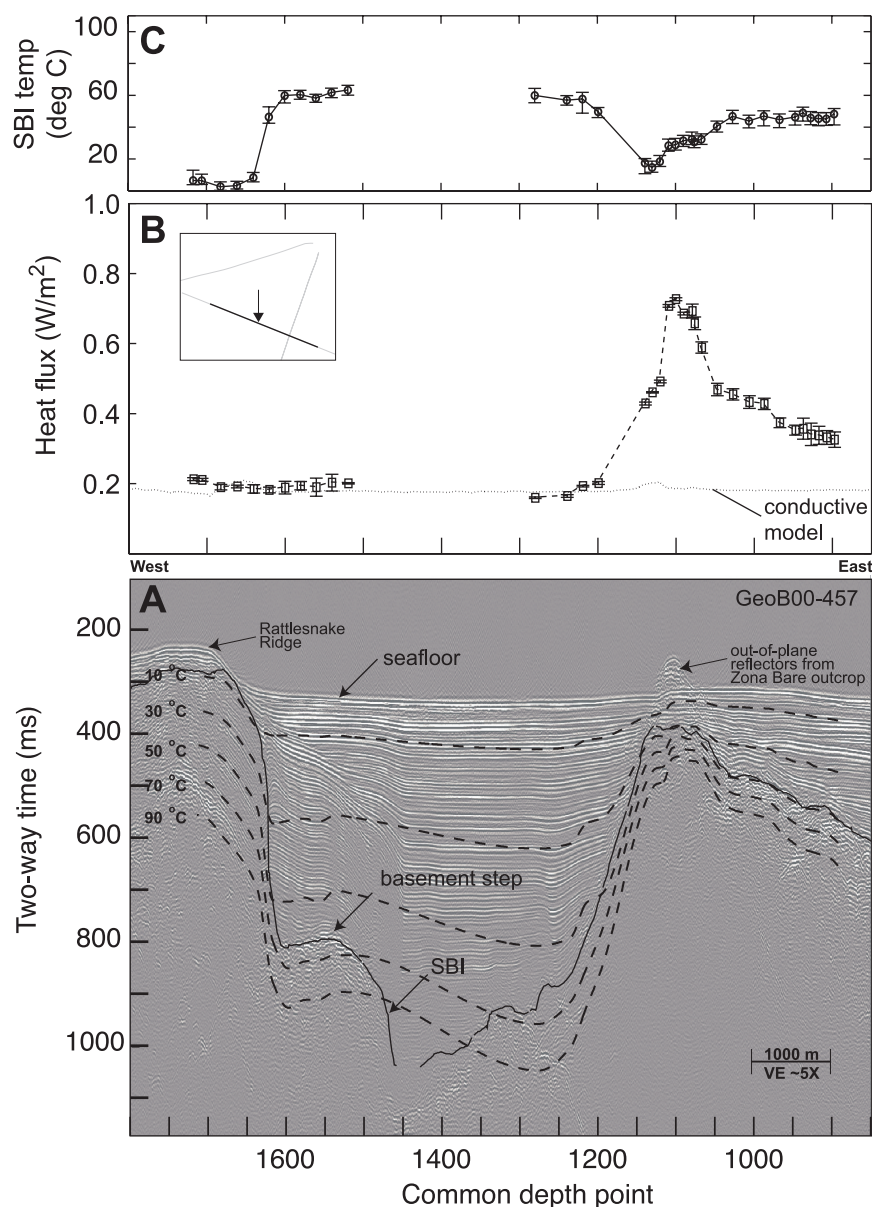 C
SBI temp
(deg C)
100
60
20
B
Heat flux (W/m2)
1.0
0.8
0.6
0.4
0.2
conductive
model
West
East
A
GeoB00-457
Rattlesnake
Ridge
seafloor
out-of-plane
reflectors from
Zona Bare outcrop
10 °C
30 °C
50 °C
70 °C
90 °C
basement step
SBI
1000 m
VE ~5X
Two-way time (ms)
200
400
600
800
1000
1600
1400
1200
1000
Common depth point